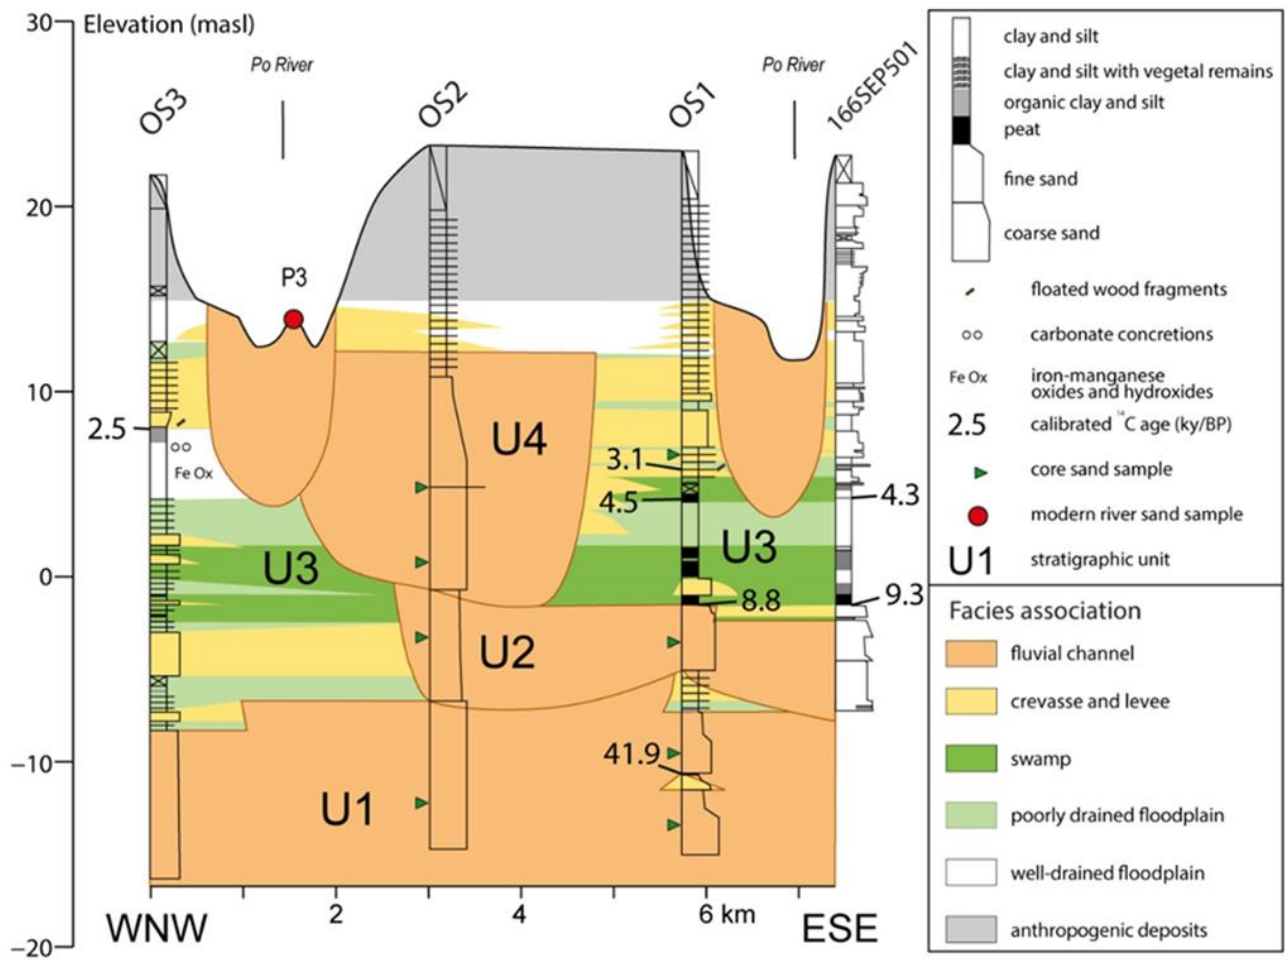 30
Elevation (masl)
Po River
Po River
OS3
OS2
OS1
166SEP501
20
P3
10
2.5
Fe Ox
U4
3.1
4.5
4.3
U3
U3
0
8.8
9.3
U2
−10
41.9
U1
2
4
6 km
WNW
ESE
−20
clay and silt
clay and silt with vegetal remains
organic clay and silt
peat
fine sand
coarse sand
floated wood fragments
carbonate concretions
Fe Ox iron-manganese
oxides and hydroxides
2.5 calibrated ¹⁴C age (ky/BP)
core sand sample
modern river sand sample
U1 stratigraphic unit
Facies association
fluvial channel
crevasse and levee
swamp
poorly drained floodplain
well-drained floodplain
anthropogenic deposits